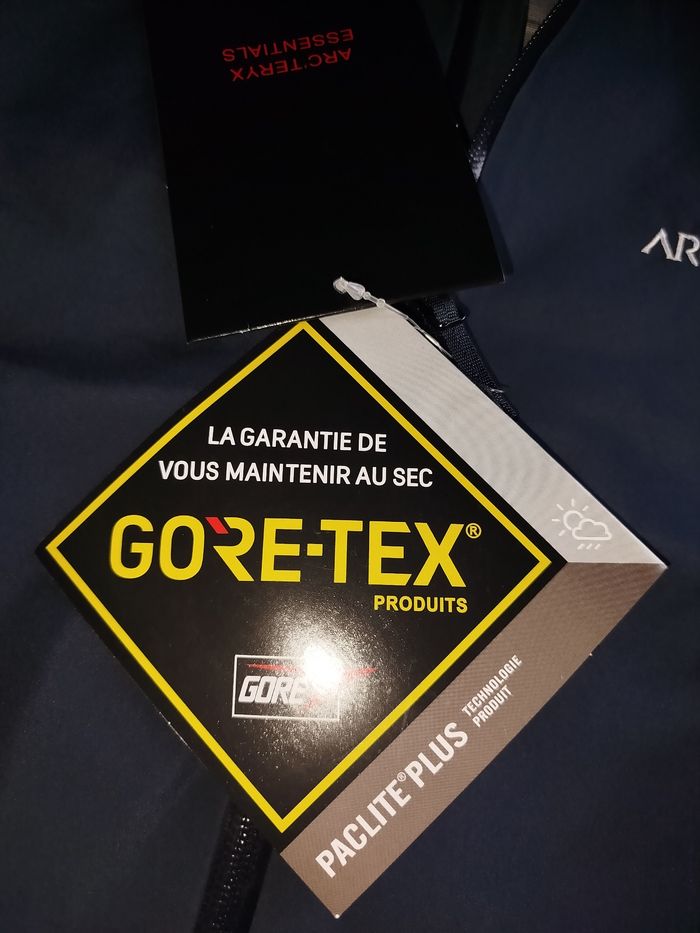 ARC'TERYX
ESSENTIALS
AR
LA GARANTIE DE
VOUS MAINTENIR AU SEC
GORE-TEX®
PRODUITS
GORE
PACLITE® PLUS
TECHNOLOGIE
PRODUIT